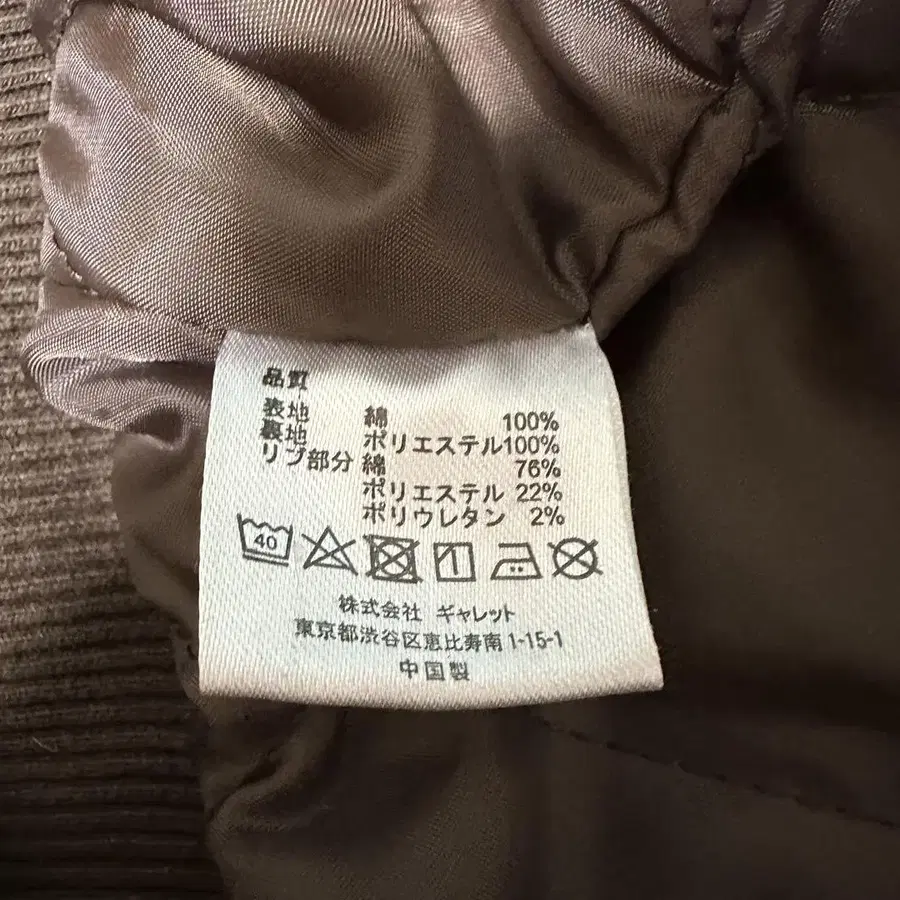 品質
表地 綿 100%
裏地 ポリエステル100%
リブ部分 綿 76%
ポリエステル 22%
ポリウレタン 2%
40
株式会社 ギャレット
東京都渋谷区恵比寿南1-15-1
中国製